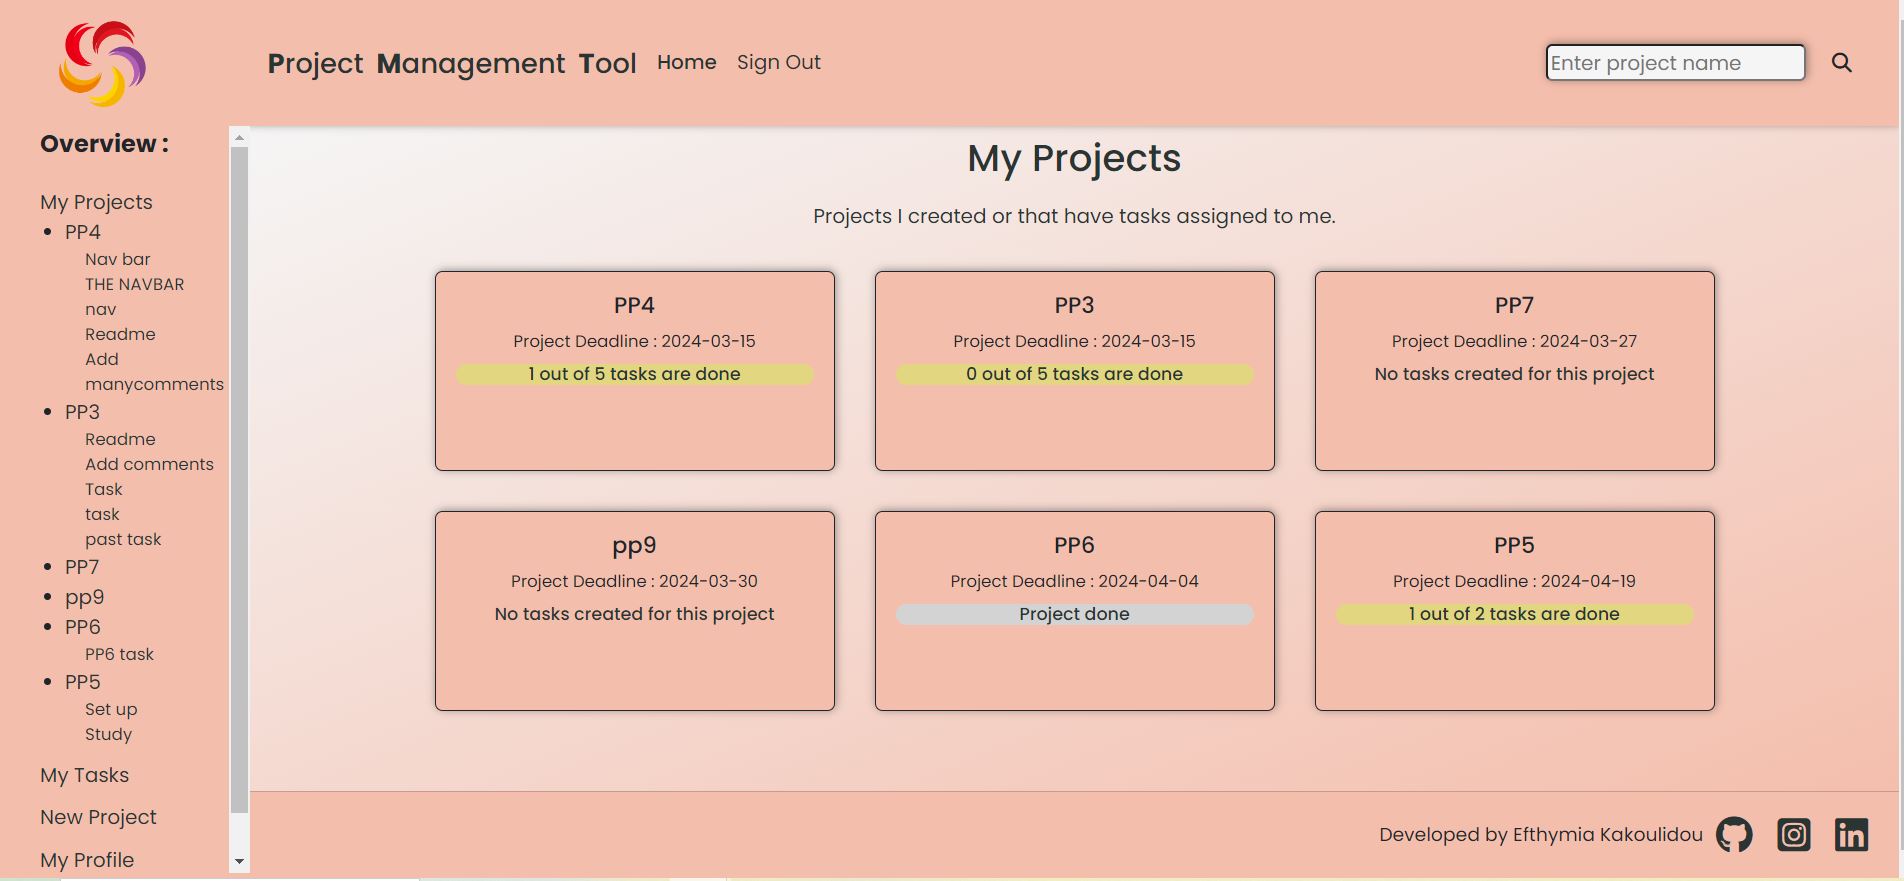 Project Management Tool Home Sign Out
Enter project name
Overview :
My Projects
PP4
Nav bar
THE NAVBAR
nav
Readme
Add
manycomments
PP3
Readme
Add comments
Task
task
past task
PP7
pp9
PP6
PP6 task
PP5
Set up
Study
My Tasks
New Project
My Profile
My Projects
Projects I created or that have tasks assigned to me.
PP4
Project Deadline : 2024-03-15
1 out of 5 tasks are done
PP3
Project Deadline : 2024-03-15
0 out of 5 tasks are done
PP7
Project Deadline : 2024-03-27
No tasks created for this project
pp9
Project Deadline : 2024-03-30
No tasks created for this project
PP6
Project Deadline : 2024-04-04
Project done
PP5
Project Deadline : 2024-04-19
1 out of 2 tasks are done
Developed by Efthymia Kakoulidou